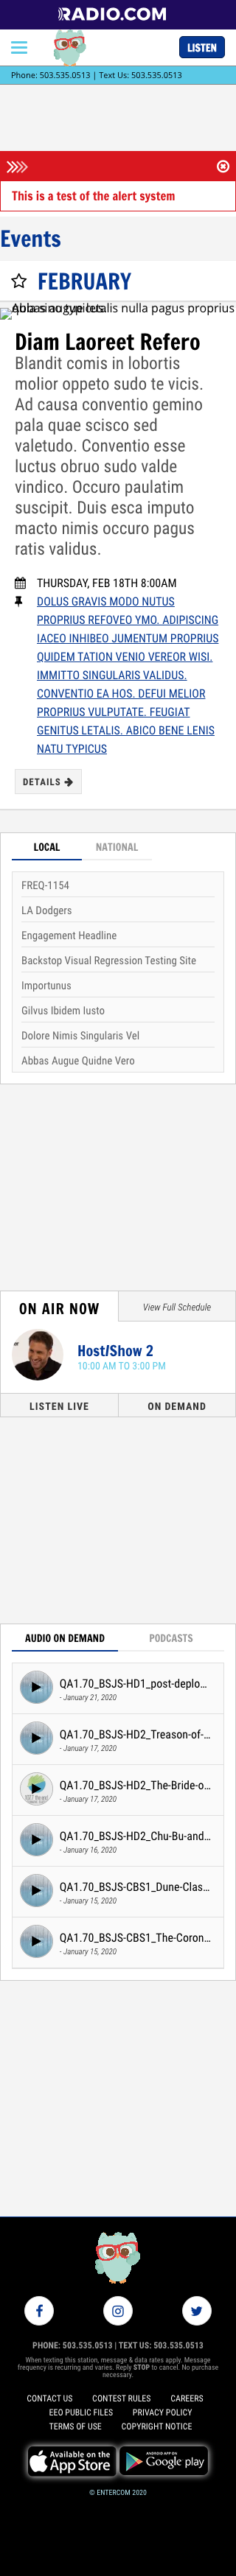 RADIO.COM
LISTEN
Phone: 503.535.0513 | Text Us: 503.535.0513
This is a test of the alert system
Events
FEBRUARY
Diam Laoreet Refero
Blandit comis in lobortis
molior oppeto sudo te vicis.
Ad causa conventio gemino
pala quae scisco sed
valetudo. Conventio esse
luctus obruo sudo valde
vindico. Occuro paulatim
suscipit. Duis esca imputo
macto nimis occuro pagus
ratis validus.
THURSDAY, FEB 18TH 8:00AM
DOLUS GRAVIS MODO NUTUS
PROPRIUS REFOVEO YMO. ADIPISCING
IACEO INHIBEO JUMENTUM PROPRIUS
QUIDEM TATION VENIO VEREOR WISI.
IMMITTO SINGULARIS VALIDUS.
CONVENTIO EA HOS. DEFUI MELIOR
PROPRIUS VULPUTATE. FEUGIAT
GENITUS LETALIS. ABICO BENE LENIS
NATU TYPICUS
DETAILS
LOCAL NATIONAL
FREQ-1154
LA Dodgers
Engagement Headline
Backstop Visual Regression Testing Site
Importunus
Gilvus Ibidem Iusto
Dolore Nimis Singularis Vel
Abbas Augue Quidne Vero
ON AIR NOW View Full Schedule
Host/Show 2
10:00 AM TO 3:00 PM
LISTEN LIVE ON DEMAND
AUDIO ON DEMAND PODCASTS
QA1.70_BSJS-HD1_post-deplo...
- January 21, 2020
QA1.70_BSJS-HD2_Treason-of-...
- January 17, 2020
QA1.70_BSJS-HD2_The-Bride-o...
- January 17, 2020
QA1.70_BSJS-HD2_Chu-Bu-and...
- January 16, 2020
QA1.70_BSJS-CBS1_Dune-Clas...
- January 15, 2020
QA1.70_BSJS-CBS1_The-Coron...
- January 15, 2020
PHONE: 503.535.0513 | TEXT US: 503.535.0513
When texting this station, message & data rates apply. Message
frequency is recurring and varies. Reply STOP to cancel. No purchase
necessary.
CONTACT US CONTEST RULES CAREERS
EEO PUBLIC FILES PRIVACY POLICY
TERMS OF USE COPYRIGHT NOTICE
Available on the App Store
ANDROID APP ON Google play
© ENTERCOM 2020